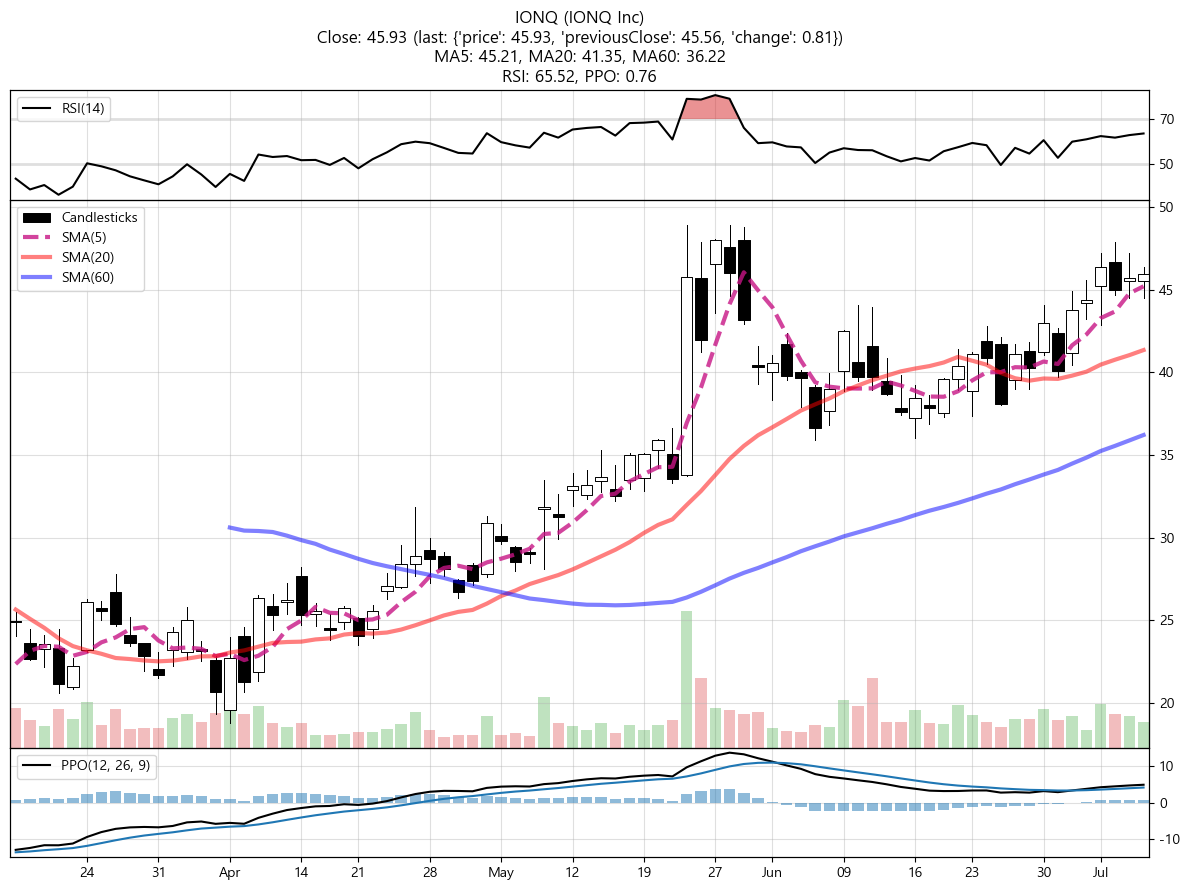 IONQ (IONQ Inc)
Close: 45.93 (last: {'price': 45.93, 'previousClose': 45.56, 'change': 0.81})
MA5: 45.21, MA20: 41.35, MA60: 36.22
RSI: 65.52, PPO: 0.76
RSI(14)
70
50
Candlesticks
SMA(5)
SMA(20)
SMA(60)
50
45
40
35
30
25
20
PPO(12, 26, 9)
10
0
-10
24 31 Apr 14 21 28 May 12 19 27 Jun 09 16 23 30 Jul